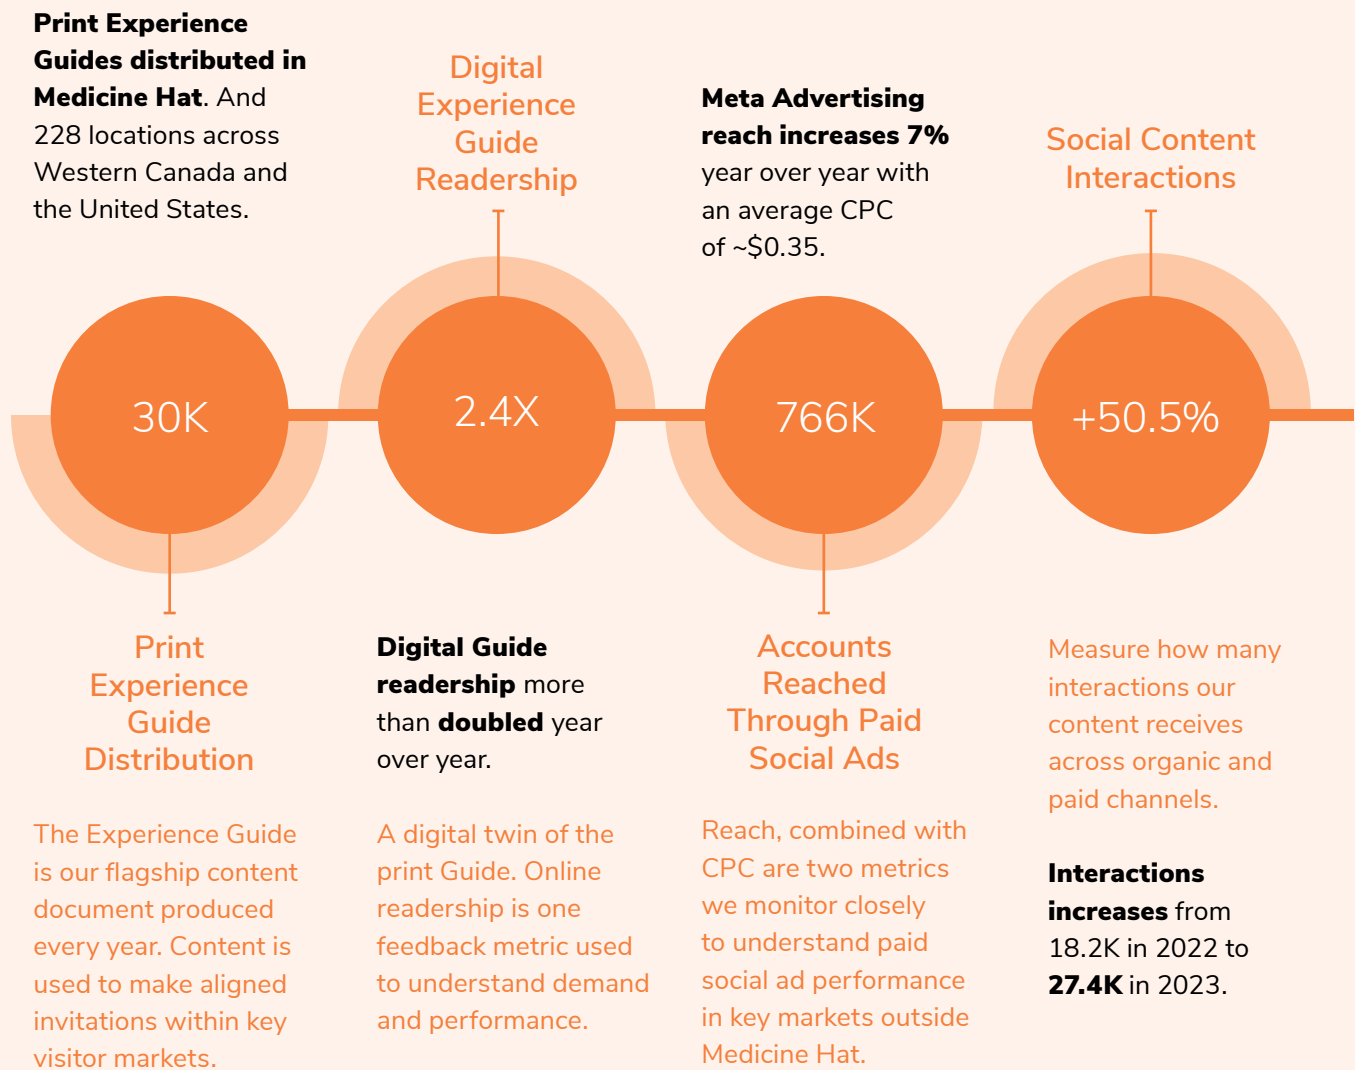 Print Experience
Guides distributed in
Medicine Hat. And
228 locations across
Western Canada and
the United States.
30K
Print
Experience
Guide
Distribution
The Experience Guide
is our flagship content
document produced
every year. Content is
used to make aligned
invitations within key
visitor markets.
Digital
Experience
Guide
Readership
2.4X
Digital Guide
readership more
than doubled year
over year.
A digital twin of the
print Guide. Online
readership is one
feedback metric used
to understand demand
and performance.
Meta Advertising
reach increases 7%
year over year with
an average CPC
of ~$0.35.
766K
Accounts
Reached
Through Paid
Social Ads
Reach, combined with
CPC are two metrics
we monitor closely
to understand paid
social ad performance
in key markets outside
Medicine Hat.
Social Content
Interactions
+50.5%
Measure how many
interactions our
content receives
across organic and
paid channels.
Interactions
increases from
18.2K in 2022 to
27.4K in 2023.